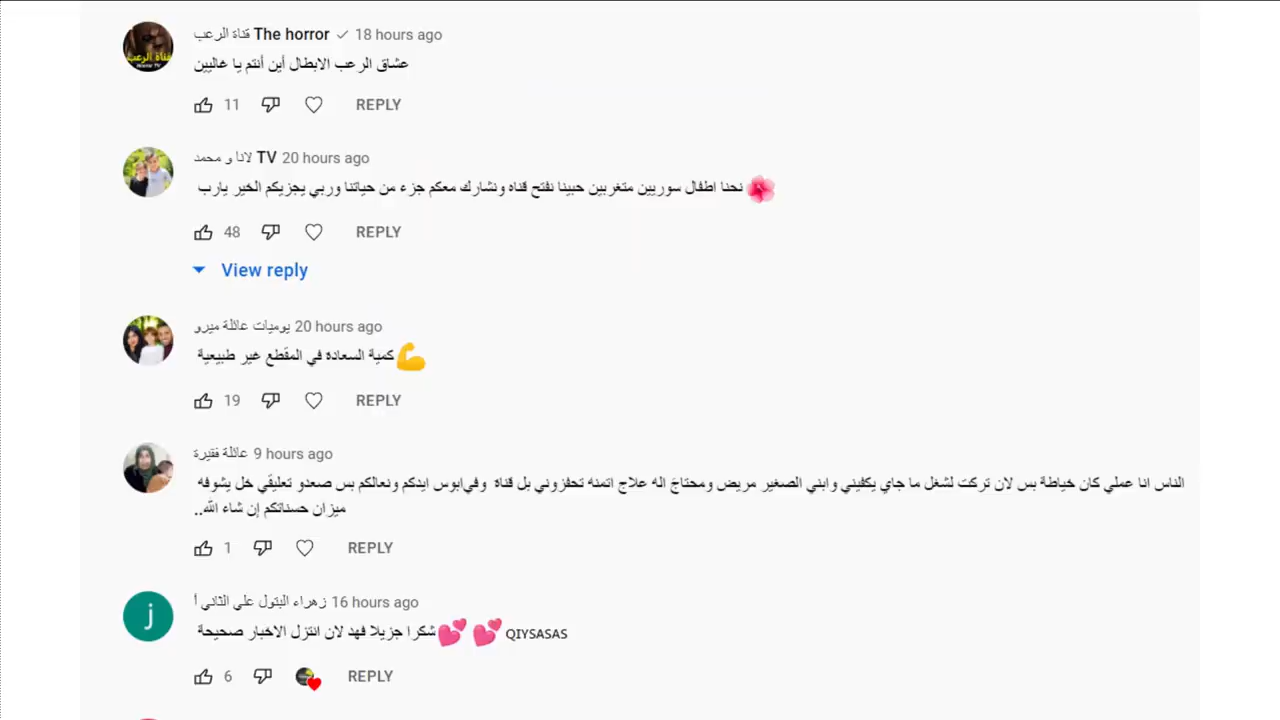 قناة الرعب The horror 18 hours ago
عشاق الرعب الابطال أين أنتم يا غاليين
11 REPLY
لانا و محمد TV 20 hours ago
نحنا اطفال سوريين متغربين حبينا نفتح قناه ونشارك معكم جزء من حياتنا وربي يجزيكم الخير يارب 🌺
48 REPLY
View reply
يوميات عائلة ميرو 20 hours ago
كمية السعاده في المقطع غير طبيعية 💪
19 REPLY
عائلة فقيرة 9 hours ago
الناس انا عملي كان خياطة بس لان تركت لشغل ما جاي يكفيني وابني الصغير مريض ومحتاج اله علاج اتمنه تحفزوني بل قناة وفي ابوس ايدكم ونعالكم بس صعدو تعليقي خل يشوفه
ميزان حسناتكم إن شاء الله..
1 REPLY
زهراء البتول علي الثاني أ 16 hours ago
شكرا جزيلا فهد لان انتزل الاخبار صحيحة 💕 💕 QIYSASAS
6 REPLY